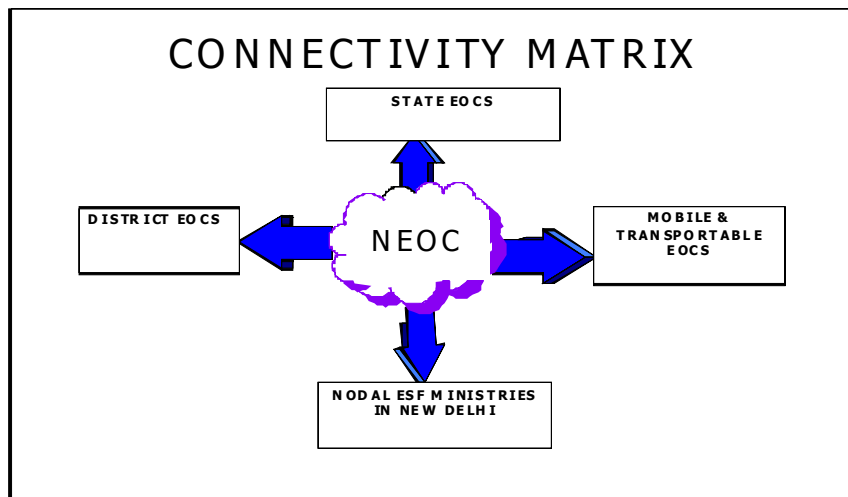 CONNECTIVITY MATRIX
STATE EOCS
DISTRICT EOCS
NEOC
MOBILE &
TRANSPORTABLE
EOCS
NODAL ESF MINISTRIES
IN NEW DELHI